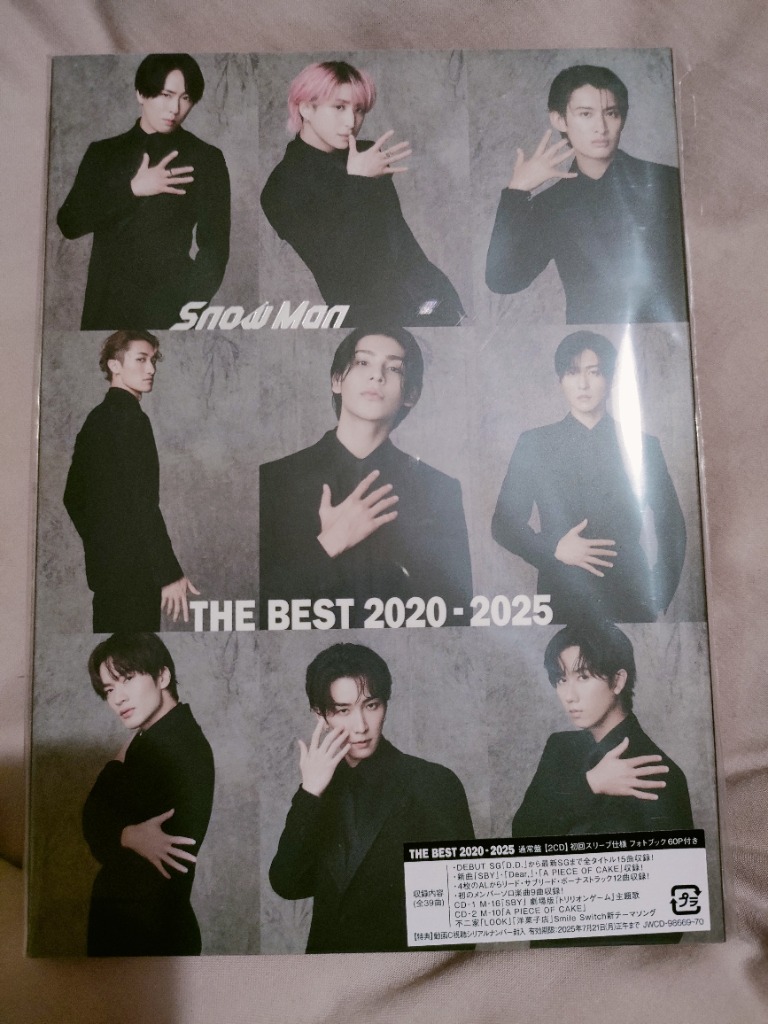 Snow Man
THE BEST 2020 - 2025
THE BEST 2020 - 2025 通常盤【2CD】初回スリーブ仕様 フォトブック60P付き
収録内容
(全39曲)
・DEBUT SG「D.D.」から最新SGまで全タイトル15曲収録!
・新曲「SBY」・「Dear,」・「A PIECE OF CAKE」収録!
・4枚のALからリード・サブリード・ボーナストラック12曲収録!
・初のメンバーソロ楽曲9曲収録!
CD-1 M-16「SBY」 劇場版『トリリオンゲーム』主題歌
CD-2 M-10「A PIECE OF CAKE」
不二家「LOOK」「洋菓子店」Smile Switch新テーマソング
【特典】動画C視聴シリアルナンバー封入 有効期限:2025年7月21日(月)正午まで JWCD-98569~70
プラ